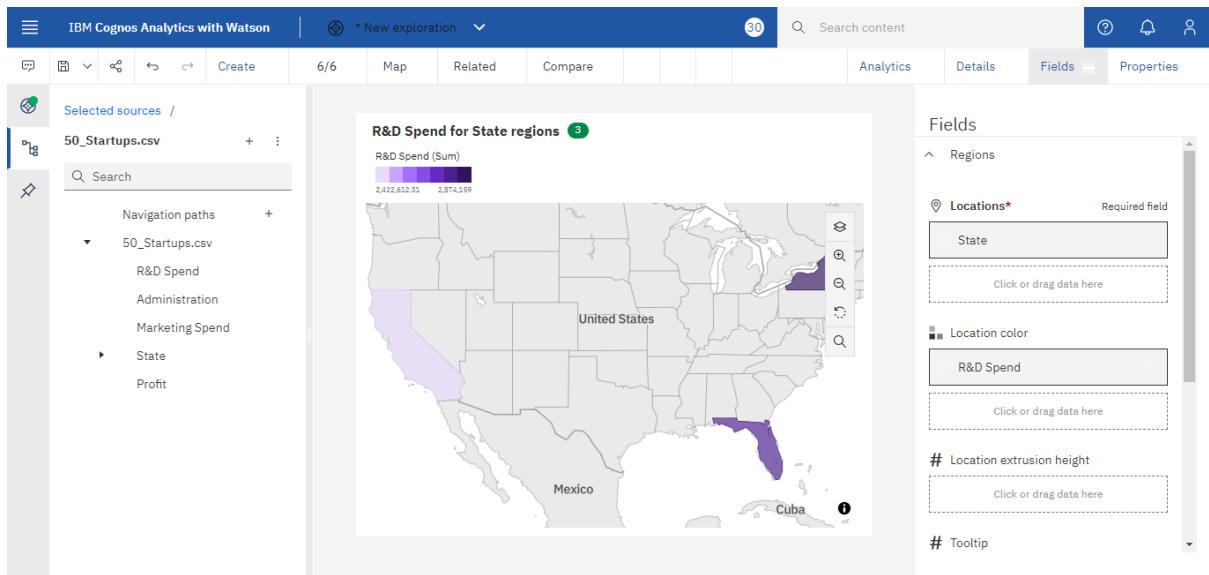 IBM Cognos Analytics with Watson
* New exploration
30
Search content
Create
6/6
Map
Related
Compare
Analytics
Details
Fields
Properties
Selected sources /
50_Startups.csv
Search
Navigation paths
50_Startups.csv
R&D Spend
Administration
Marketing Spend
State
Profit
R&D Spend for State regions 3
R&D Spend (Sum)
2,422,612.31 2,874,159
United States
Mexico
Cuba
Fields
Regions
Locations* Required field
State
Click or drag data here
Location color
R&D Spend
Click or drag data here
# Location extrusion height
Click or drag data here
# Tooltip